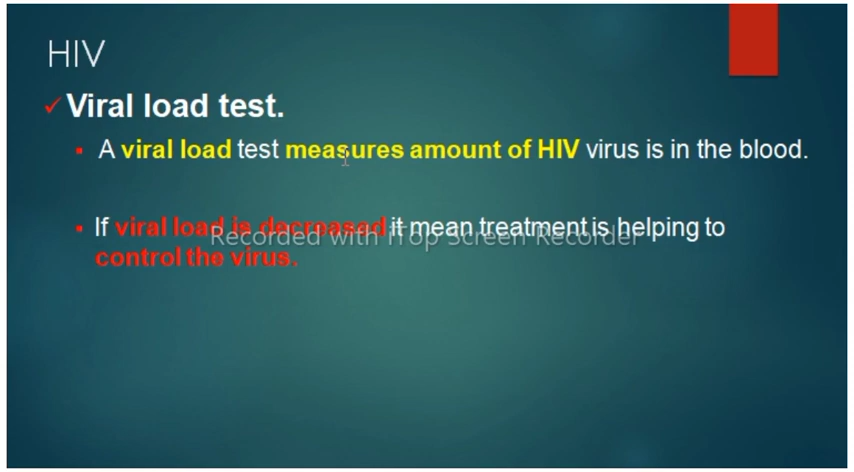 HIV
✓ Viral load test.
▪ A viral load test measures amount of HIV virus is in the blood.
▪ If viral load is decreased it mean treatment is helping to
Recorded with iTop Screen Recorder
control the virus.